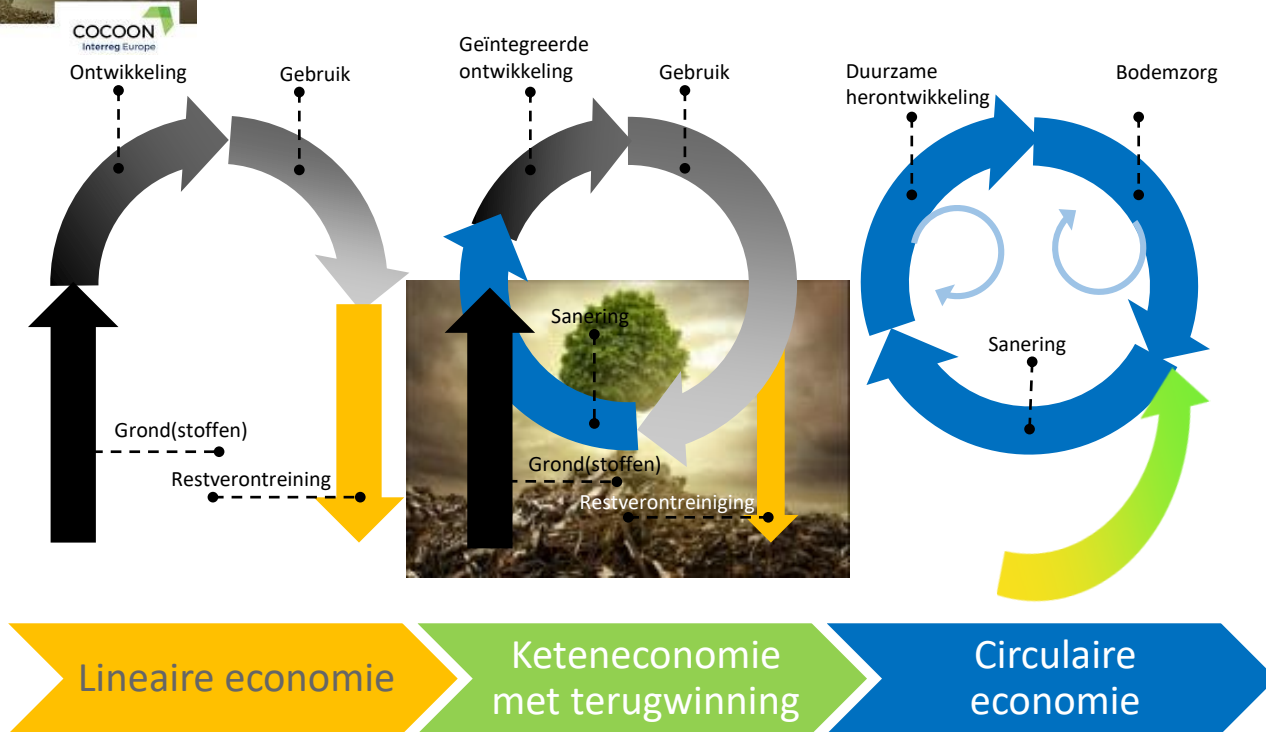 COCOON
Interreg Europe
Ontwikkeling
Gebruik
Grond(stoffen)
Restverontreining
Geïntegreerde
ontwikkeling
Gebruik
Sanering
Grond(stoffen)
Restverontreiniging
Duurzame
herontwikkeling
Bodemzorg
Sanering
Lineaire economie
Keteneconomie
met terugwinning
Circulaire
economie